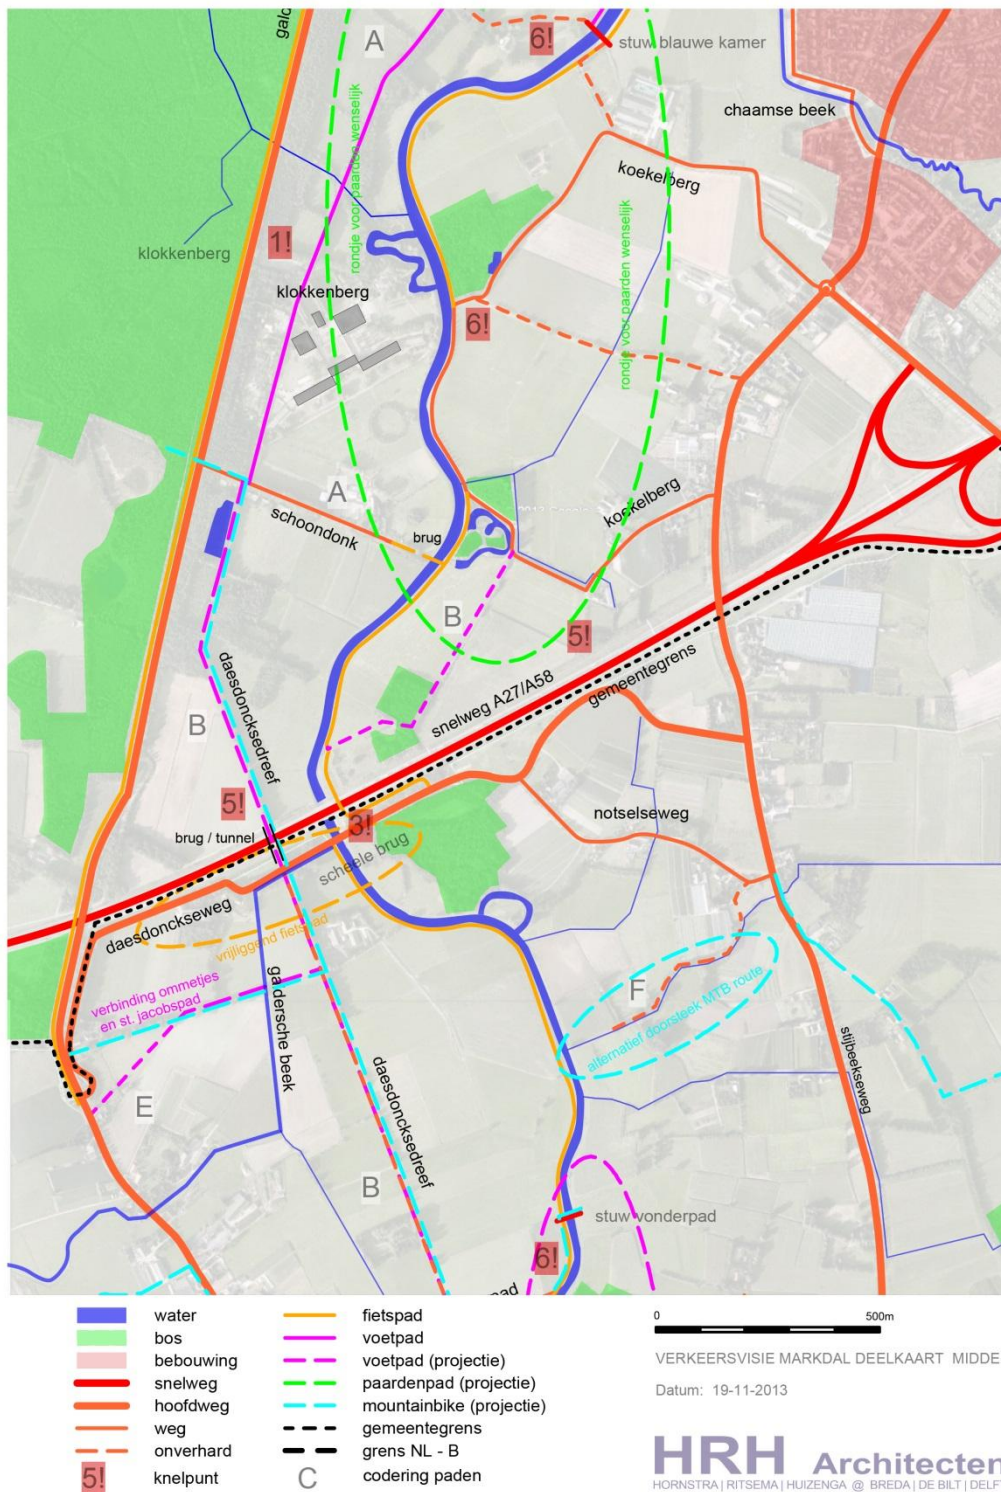 gald
A
6!
stuw blauwe kamer
chaamse beek
koekelberg
rondje voor paarden wenselijk
rondje voor paarden wenselijk
klokkenberg
1!
klokkenberg
6!
A
schoondonk
brug
koekelberg
B
5!
daesdoncksedreef
B
snelweg A27/A58
gemeentegrens
5!
brug / tunnel
3!
scheele brug
notselseweg
daesdonckseweg
vrijliggend fietspad
verbinding ommetjes
en st. jacobspad
galdersche beek
F
alternatief doorsteek MTB route
stijbeekseweg
E
daesdoncksedreef
B
stuw vonderpad
6!
pad
water
bos
bebouwing
snelweg
hoofdweg
weg
onverhard
5! knelpunt
fietspad
voetpad
voetpad (projectie)
paardenpad (projectie)
mountainbike (projectie)
gemeentegrens
grens NL - B
C codering paden
0 500m
VERKEERSVISIE MARKDAL DEELKAART MIDDE
Datum: 19-11-2013
HRH Architecten
HORNSTRA | RITSEMA | HUIZENGA @ BREDA | DE BILT | DELFT